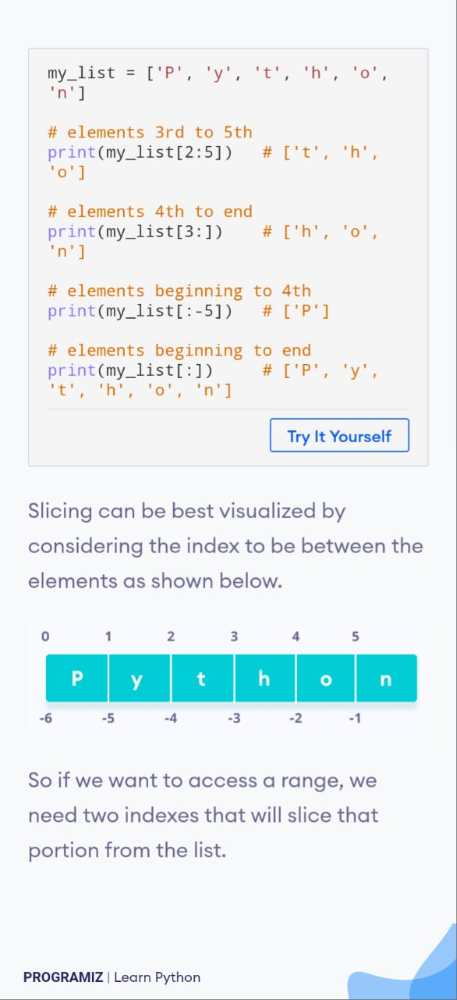 my_list = ['P', 'y', 't', 'h', 'o',
'n']
# elements 3rd to 5th
print(my_list[2:5])   # ['t', 'h',
'o']
# elements 4th to end
print(my_list[3:])    # ['h', 'o',
'n']
# elements beginning to 4th
print(my_list[:-5])   # ['P']
# elements beginning to end
print(my_list[:])     # ['P', 'y',
't', 'h', 'o', 'n']
Try It Yourself
Slicing can be best visualized by
considering the index to be between the
elements as shown below.
0 1 2 3 4 5
P y t h o n
-6 -5 -4 -3 -2 -1
So if we want to access a range, we
need two indexes that will slice that
portion from the list.
PROGRAMIZ | Learn Python